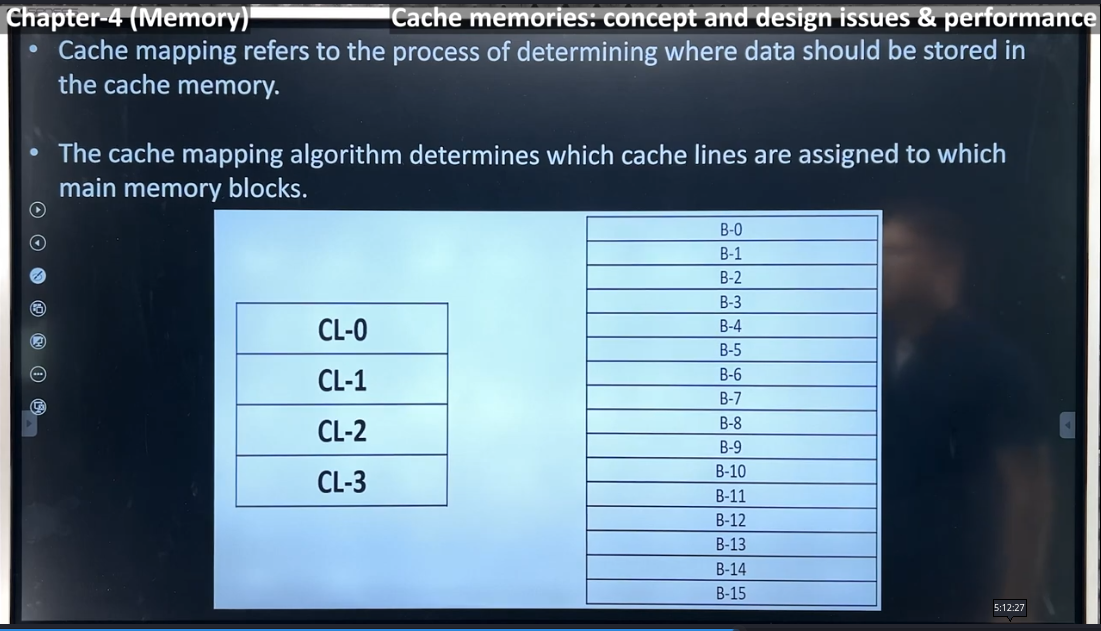 Chapter-4 (Memory)
Cache memories: concept and design issues & performance
• Cache mapping refers to the process of determining where data should be stored in
the cache memory.
• The cache mapping algorithm determines which cache lines are assigned to which
main memory blocks.
CL-0
CL-1
CL-2
CL-3
B-0
B-1
B-2
B-3
B-4
B-5
B-6
B-7
B-8
B-9
B-10
B-11
B-12
B-13
B-14
B-15
5:12:27